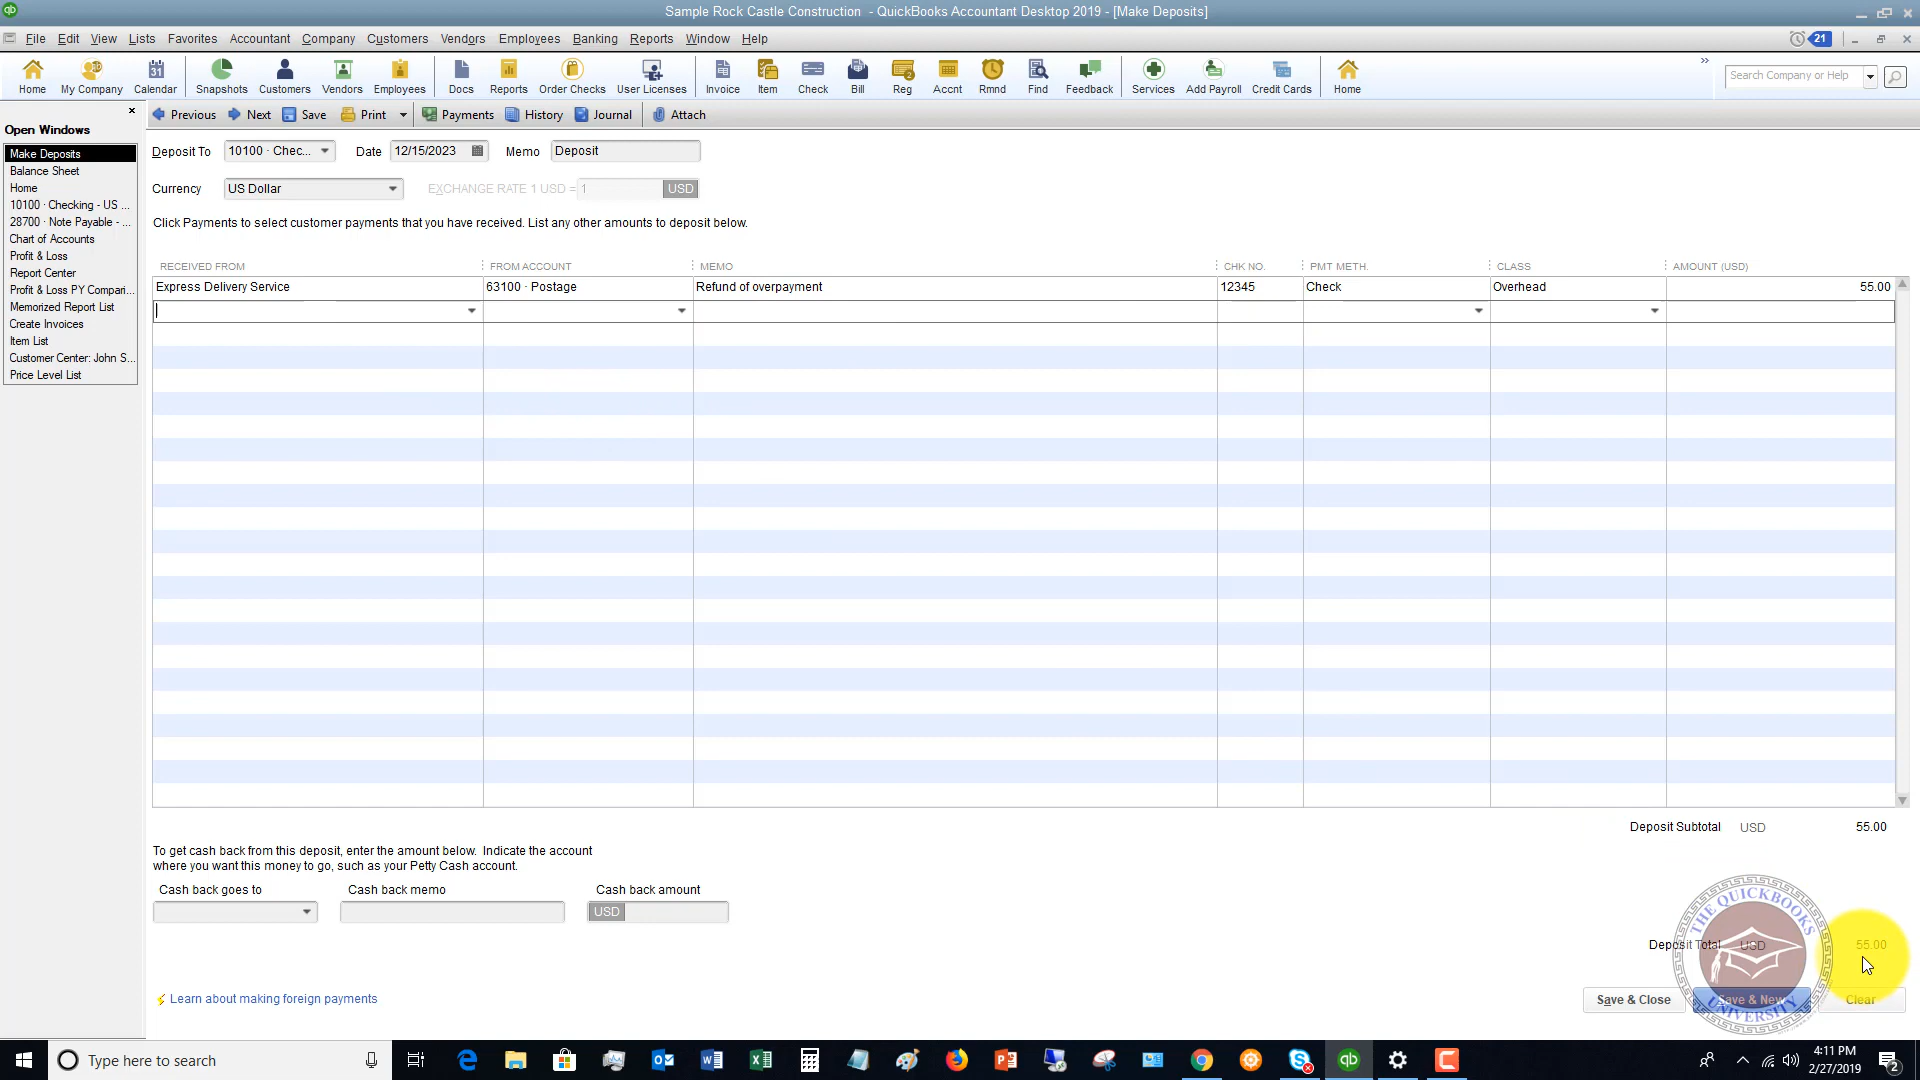 Sample Rock Castle Construction - QuickBooks Accountant Desktop 2019 - [Make Deposits]
File Edit View Lists Favorites Accountant Company Customers Vendors Employees Banking Reports Window Help
21
Home My Company Calendar Snapshots Customers Vendors Employees Docs Reports Order Checks User Licenses Invoice Item Check Bill Reg Accnt Rmnd Find Feedback Services Add Payroll Credit Cards Home
Search Company or Help
Previous Next Save Print Payments History Journal Attach
Open Windows
Make Deposits
Balance Sheet
Home
10100 · Checking - US ...
28700 · Note Payable - ...
Chart of Accounts
Profit & Loss
Report Center
Profit & Loss PY Compari...
Memorized Report List
Create Invoices
Item List
Customer Center: John S...
Price Level List
Deposit To 10100 · Chec... Date 12/15/2023 Memo Deposit
Currency US Dollar EXCHANGE RATE 1 USD = 1 USD
Click Payments to select customer payments that you have received. List any other amounts to deposit below.
RECEIVED FROM FROM ACCOUNT MEMO CHK NO. PMT METH. CLASS AMOUNT (USD)
Express Delivery Service 63100 · Postage Refund of overpayment 12345 Check Overhead 55.00
Deposit Subtotal USD 55.00
To get cash back from this deposit, enter the amount below. Indicate the account
where you want this money to go, such as your Petty Cash account.
Cash back goes to Cash back memo Cash back amount
USD
Deposit Total USD 55.00
THE QUICKBOOKS UNIVERSITY
Learn about making foreign payments
Save & Close Save & New Clear
Type here to search
4:11 PM
2/27/2019
2